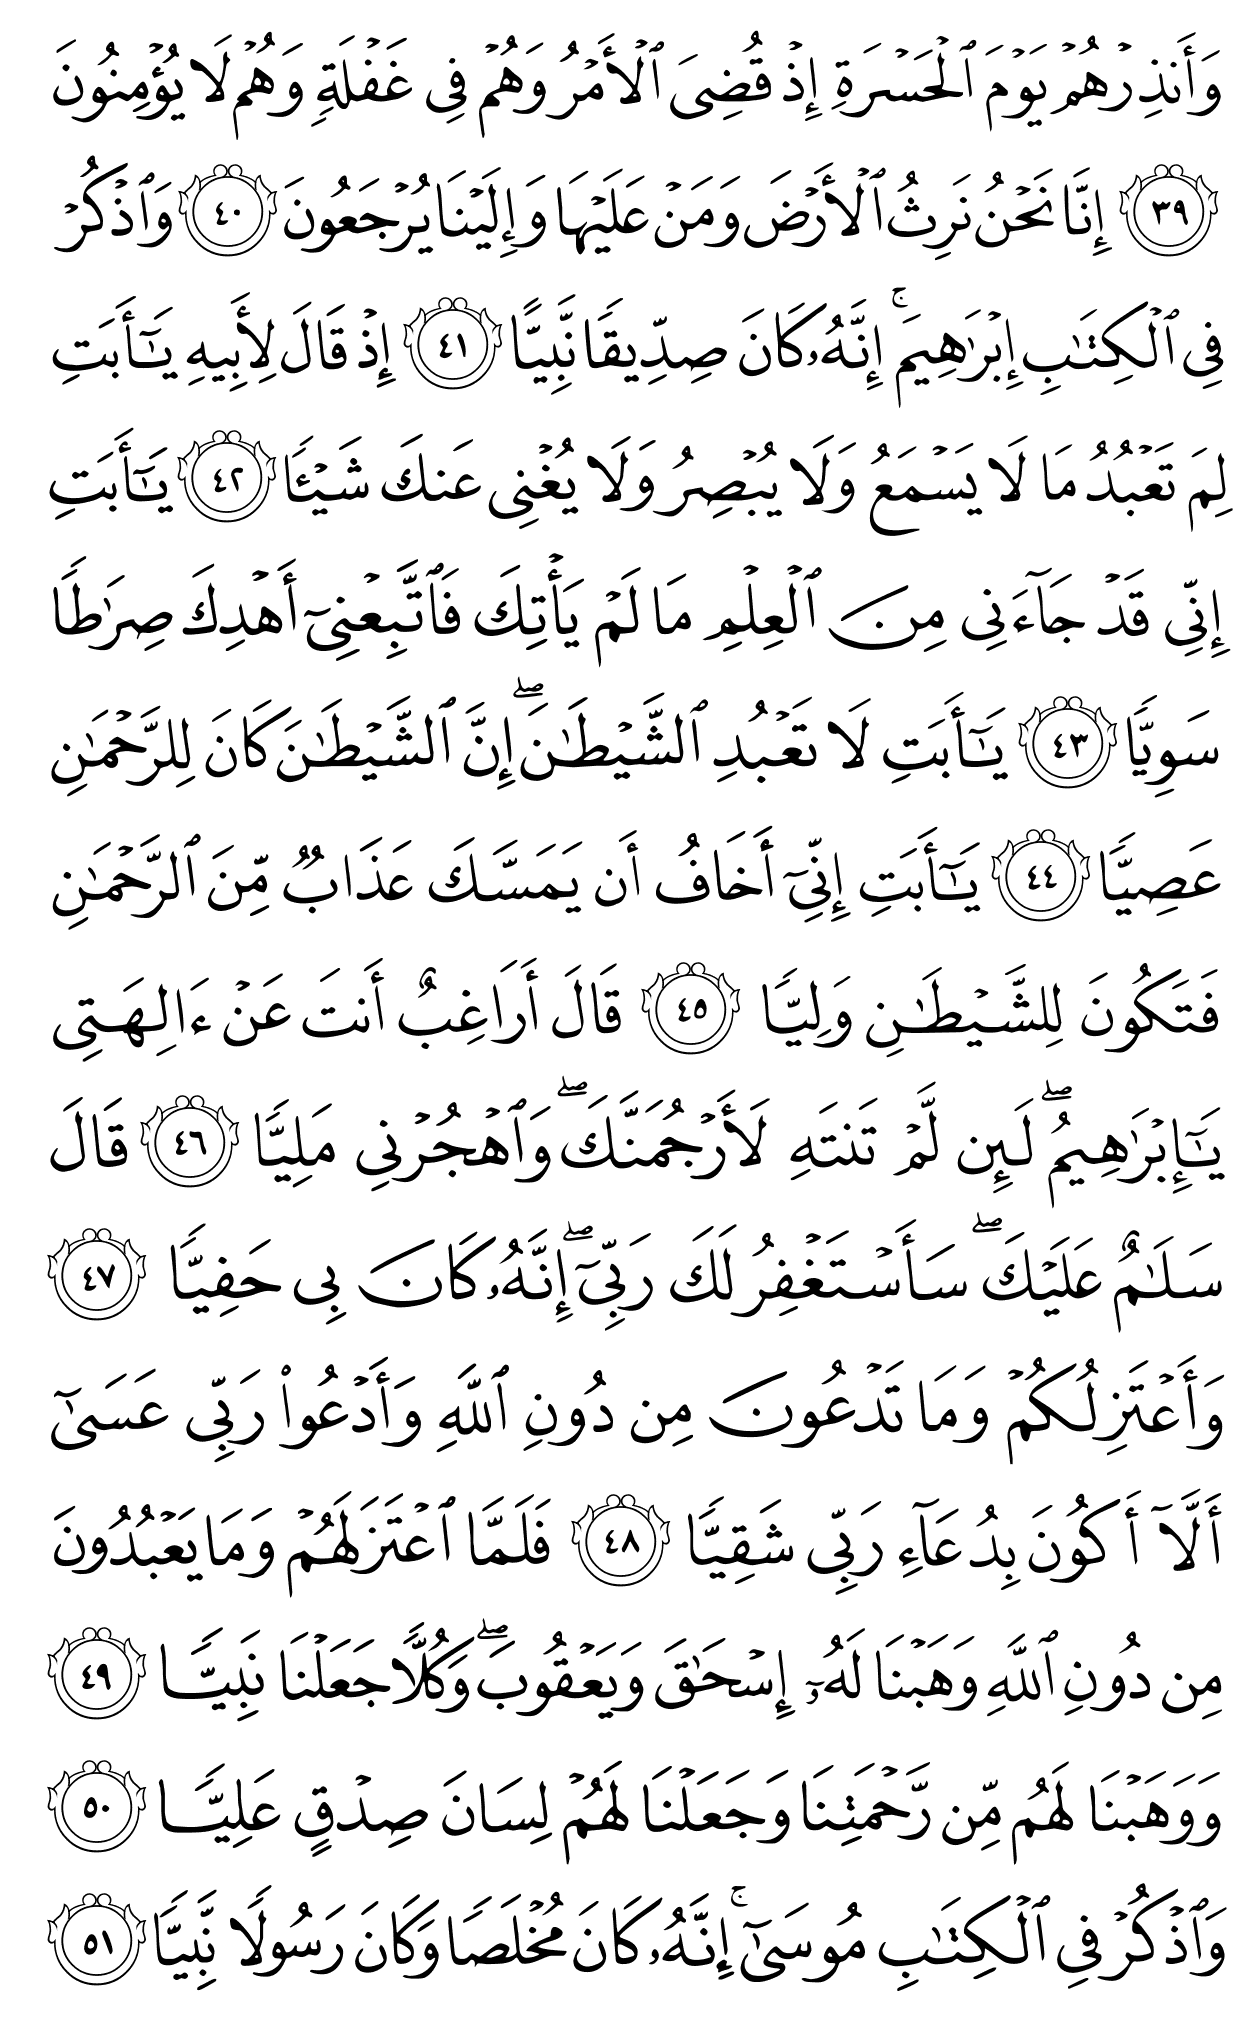 وَأَنذِرۡهُمۡ يَوۡمَ ٱلۡحَسۡرَةِ إِذۡ قُضِىَ ٱلۡأَمۡرُ وَهُمۡ فِى غَفۡلَةٍ وَهُمۡ لَا يُؤۡمِنُونَ
٣٩ إِنَّا نَحۡنُ نَرِثُ ٱلۡأَرۡضَ وَمَنۡ عَلَيۡهَا وَإِلَيۡنَا يُرۡجَعُونَ ٤٠ وَٱذۡكُرۡ
فِى ٱلۡكِتَٰبِ إِبۡرَٰهِيمَۚ إِنَّهُۥ كَانَ صِدِّيقًا نَّبِيًّا ٤١ إِذۡ قَالَ لِأَبِيهِ يَٰٓأَبَتِ
لِمَ تَعۡبُدُ مَا لَا يَسۡمَعُ وَلَا يُبۡصِرُ وَلَا يُغۡنِى عَنكَ شَيۡـًٔا ٤٢ يَٰٓأَبَتِ
إِنِّى قَدۡ جَآءَنِى مِنَ ٱلۡعِلۡمِ مَا لَمۡ يَأۡتِكَ فَٱتَّبِعۡنِىٓ أَهۡدِكَ صِرَٰطًا
سَوِيًّا ٤٣ يَٰٓأَبَتِ لَا تَعۡبُدِ ٱلشَّيۡطَٰنَۖ إِنَّ ٱلشَّيۡطَٰنَ كَانَ لِلرَّحۡمَٰنِ
عَصِيًّا ٤٤ يَٰٓأَبَتِ إِنِّىٓ أَخَافُ أَن يَمَسَّكَ عَذَابٌ مِّنَ ٱلرَّحۡمَٰنِ
فَتَكُونَ لِلشَّيۡطَٰنِ وَلِيًّا ٤٥ قَالَ أَرَاغِبٌ أَنتَ عَنۡ ءَالِهَتِى
يَٰٓإِبۡرَٰهِيمُۖ لَئِن لَّمۡ تَنتَهِ لَأَرۡجُمَنَّكَۖ وَٱهۡجُرۡنِى مَلِيًّا ٤٦ قَالَ
سَلَٰمٌ عَلَيۡكَۖ سَأَسۡتَغۡفِرُ لَكَ رَبِّىٓۖ إِنَّهُۥ كَانَ بِى حَفِيًّا ٤٧
وَأَعۡتَزِلُكُمۡ وَمَا تَدۡعُونَ مِن دُونِ ٱللَّهِ وَأَدۡعُوا۟ رَبِّى عَسَىٰٓ
أَلَّآ أَكُونَ بِدُعَآءِ رَبِّى شَقِيًّا ٤٨ فَلَمَّا ٱعۡتَزَلَهُمۡ وَمَا يَعۡبُدُونَ
مِن دُونِ ٱللَّهِ وَهَبۡنَا لَهُۥٓ إِسۡحَٰقَ وَيَعۡقُوبَۖ وَكُلًّا جَعَلۡنَا نَبِيًّا ٤٩
وَوَهَبۡنَا لَهُم مِّن رَّحۡمَتِنَا وَجَعَلۡنَا لَهُمۡ لِسَانَ صِدۡقٍ عَلِيًّا ٥٠
وَٱذۡكُرۡ فِى ٱلۡكِتَٰبِ مُوسَىٰٓۚ إِنَّهُۥ كَانَ مُخۡلَصًا وَكَانَ رَسُولًا نَّبِيًّا ٥١